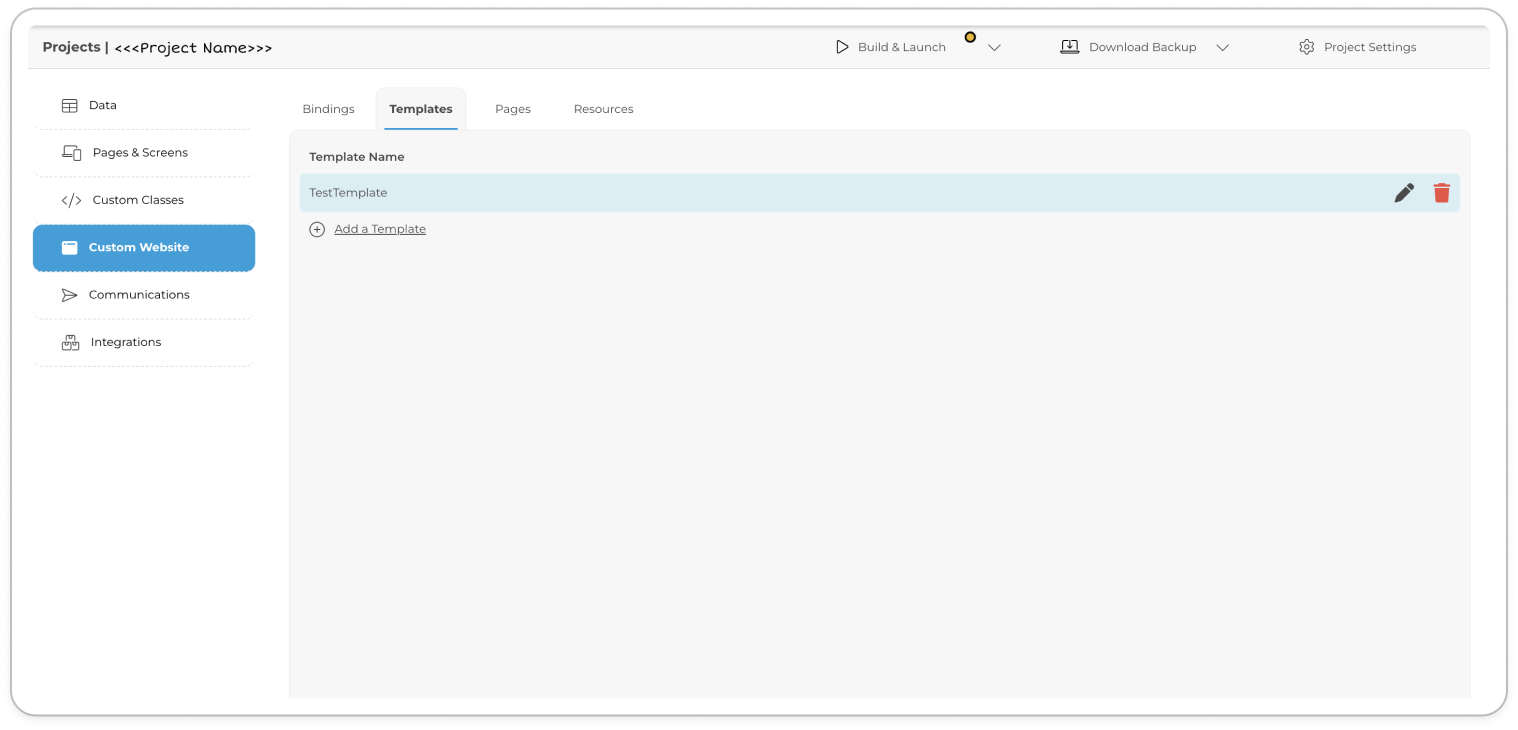 Projects | <<<Project Name>>>
Build & Launch
Download Backup
Project Settings
Data
Pages & Screens
Custom Classes
Custom Website
Communications
Integrations
Bindings
Templates
Pages
Resources
Template Name
TestTemplate
Add a Template